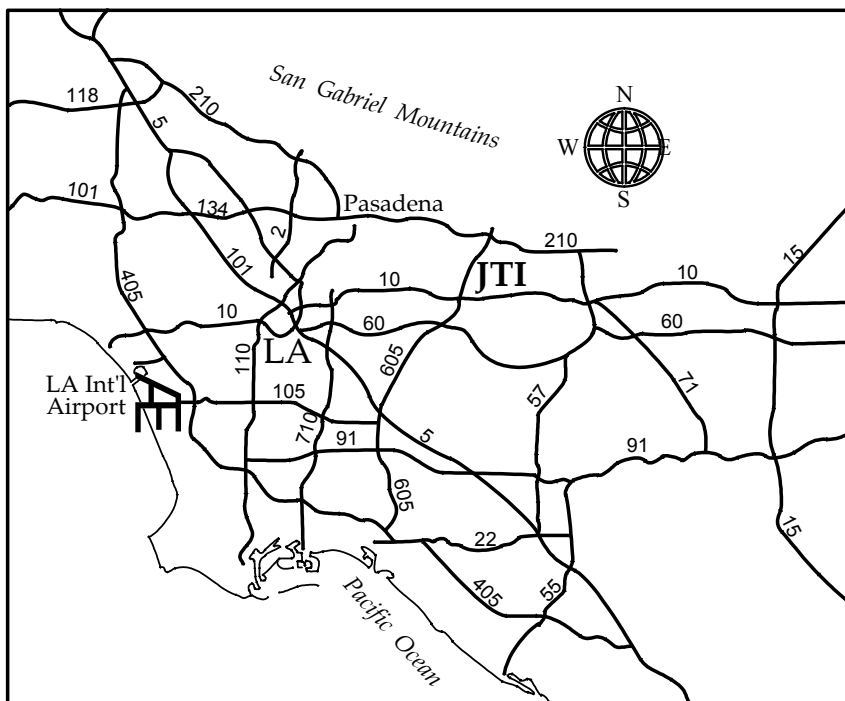 San Gabriel Mountains
118
210
5
N
W
E
S
101
134
2
Pasadena
210
15
405
101
10
JTI
10
10
60
60
110
LA
605
LA Int'l
Airport
105
710
91
57
5
71
91
605
22
15
405
55
Pacific Ocean